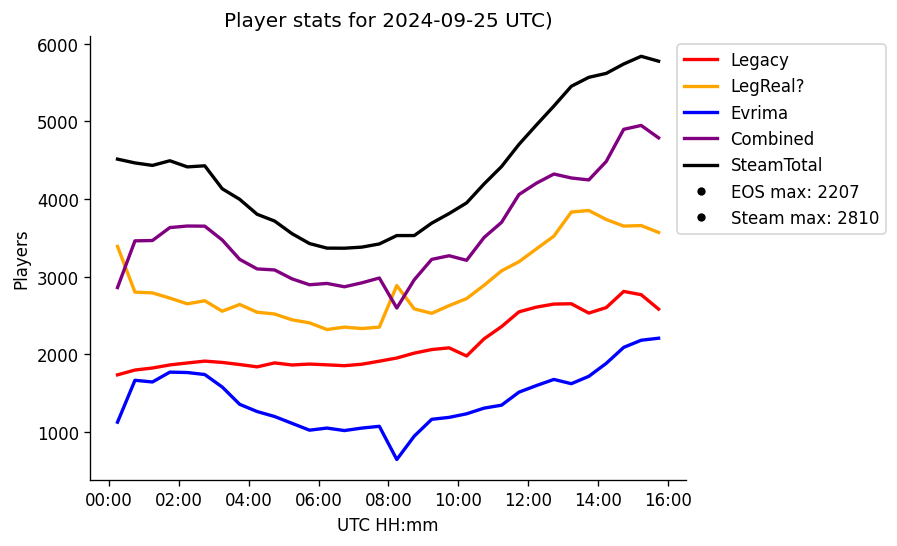 Player stats for 2024-09-25 UTC)
6000
5000
4000
3000
2000
1000
Players
00:00 02:00 04:00 06:00 08:00 10:00 12:00 14:00 16:00
UTC HH:mm
Legacy
LegReal?
Evrima
Combined
SteamTotal
EOS max: 2207
Steam max: 2810